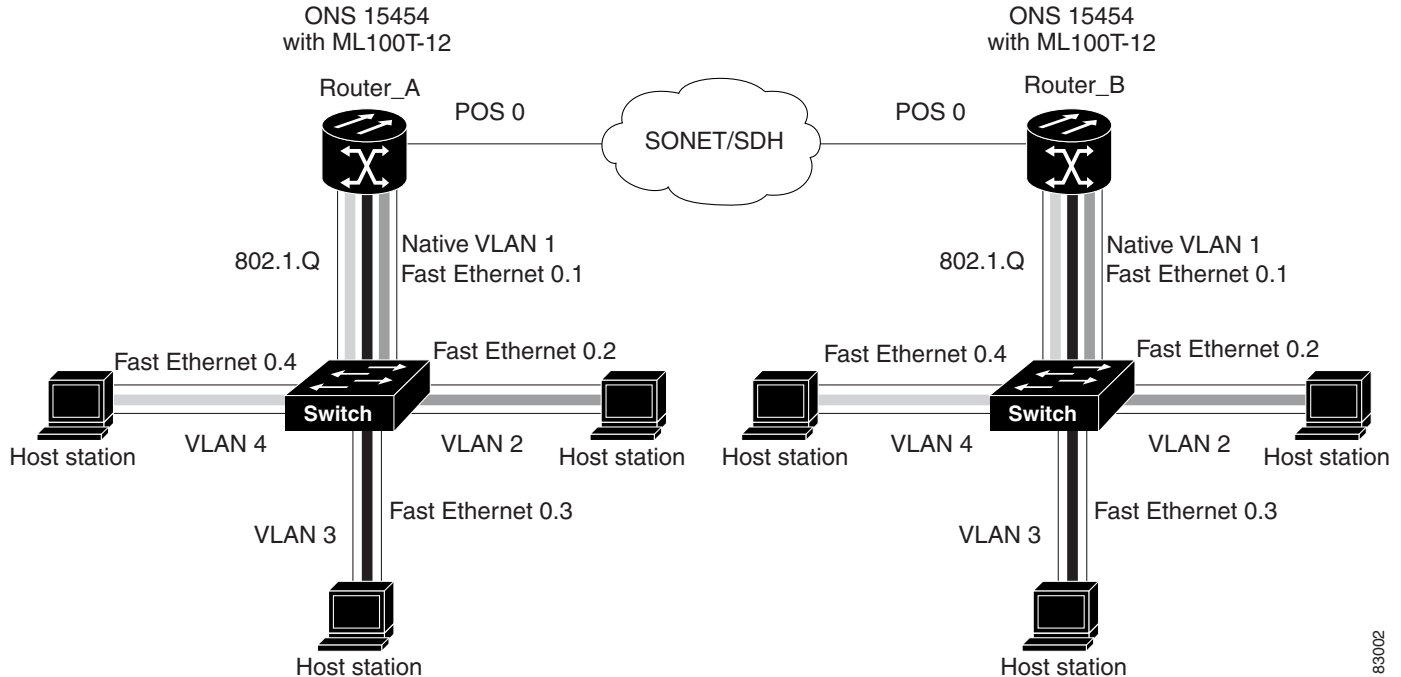 ONS 15454
with ML100T-12
Router_A
POS 0
SONET/SDH
POS 0
ONS 15454
with ML100T-12
Router_B
802.1.Q
Native VLAN 1
Fast Ethernet 0.1
802.1.Q
Native VLAN 1
Fast Ethernet 0.1
Fast Ethernet 0.4
Fast Ethernet 0.2
Switch
Host station
VLAN 4
VLAN 2
Host station
Fast Ethernet 0.3
VLAN 3
Host station
Fast Ethernet 0.4
Fast Ethernet 0.2
Switch
Host station
VLAN 4
VLAN 2
Host station
Fast Ethernet 0.3
VLAN 3
Host station
83002